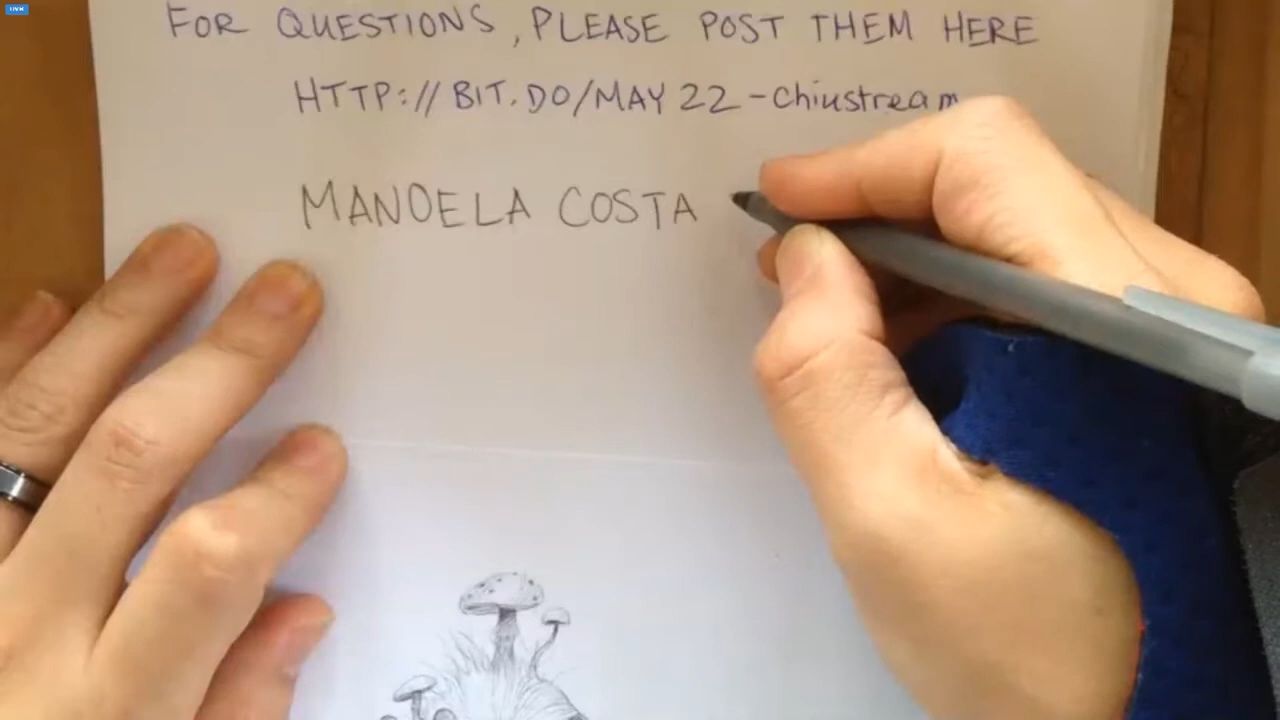 FOR QUESTIONS, PLEASE POST THEM HERE
HTTP://BIT.DO/MAY22-chiustream
MANOELA COSTA